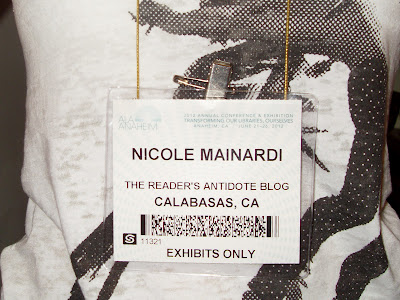 ALA
ANAHEIM
2012 ANNUAL CONFERENCE & EXHIBITION
TRANSFORMING OUR LIBRARIES, OURSELVES
ANAHEIM, CA JUNE 21-26, 2012
NICOLE MAINARDI
THE READER'S ANTIDOTE BLOG
CALABASAS, CA
S 11321
EXHIBITS ONLY